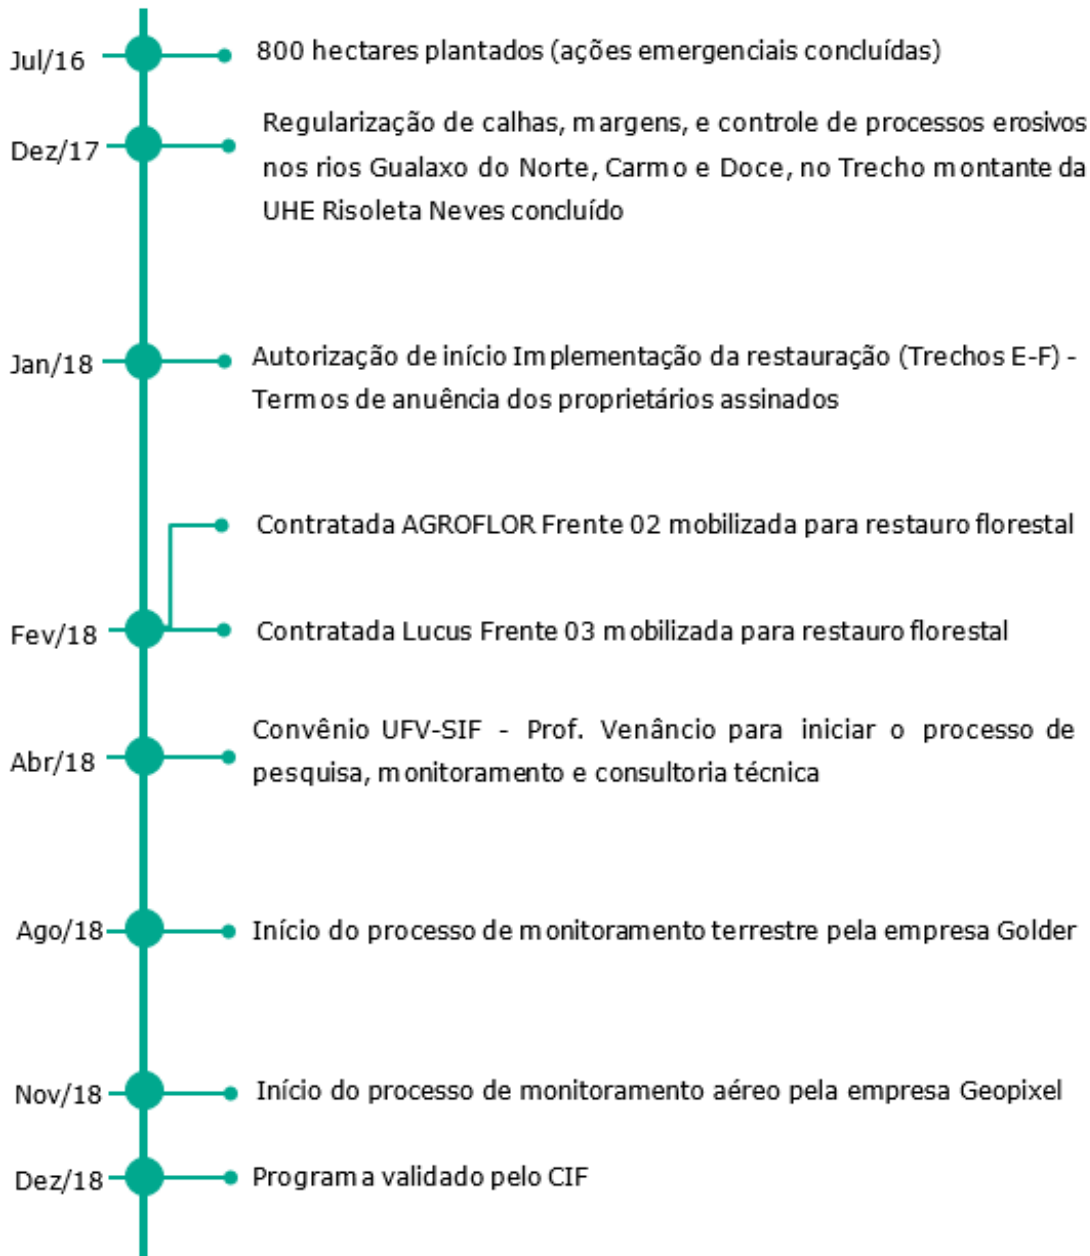 Jul/16
800 hectares plantados (ações emergenciais concluídas)
Dez/17
Regularização de calhas, margens, e controle de processos erosivos
nos rios Gualaxo do Norte, Carmo e Doce, no Trecho montante da
UHE Risoleta Neves concluído
Jan/18
Autorização de início Implementação da restauração (Trechos E-F) -
Termos de anuência dos proprietários assinados
Contratada AGROFLOR Frente 02 mobilizada para restauro florestal
Fev/18
Contratada Lucus Frente 03 mobilizada para restauro florestal
Abr/18
Convênio UFV-SIF - Prof. Venâncio para iniciar o processo de
pesquisa, monitoramento e consultoria técnica
Ago/18
Início do processo de monitoramento terrestre pela empresa Golder
Nov/18
Início do processo de monitoramento aéreo pela empresa Geopixel
Dez/18
Programa validado pelo CIF